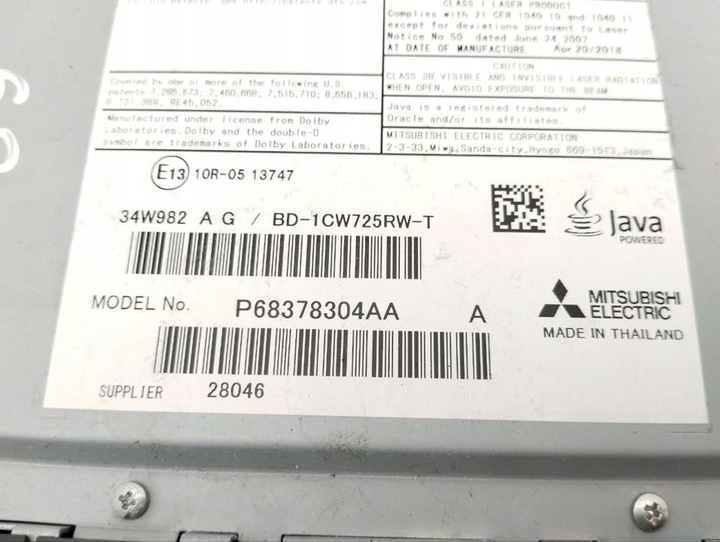 CLASS 1 LASER PRODUCT
Complies with 21 CFR 1040.10 and 1040.11
except for deviations pursuant to Laser
Notice No 50 dated June 24, 2007
AT DATE OF MANUFACTURE Apr 20/2018
CAUTION
CLASS 3B VISIBLE AND INVISIBLE LASER RADIATION
WHEN OPEN, AVOID EXPOSURE TO THE BEAM.
Covered by one or more of the following U.S.
patents 7,295,673; 7,460,668; 7,515,710; 8,656,183;
6,731,369; RE45,052.
Java is a registered trademark of
Oracle and/or its affiliates.
Manufactured under license from Dolby
Laboratories. Dolby and the double-D
symbol are trademarks of Dolby Laboratories.
MITSUBISHI ELECTRIC CORPORATION
2-3-33, Miwa, Sanda-city, Hyogo 669-1513, Japan
E13 10R-05 13747
34W982 A G / BD-1CW725RW-T
Java
POWERED
MODEL No. P68378304AA A
MITSUBISHI
ELECTRIC
MADE IN THAILAND
SUPPLIER 28046